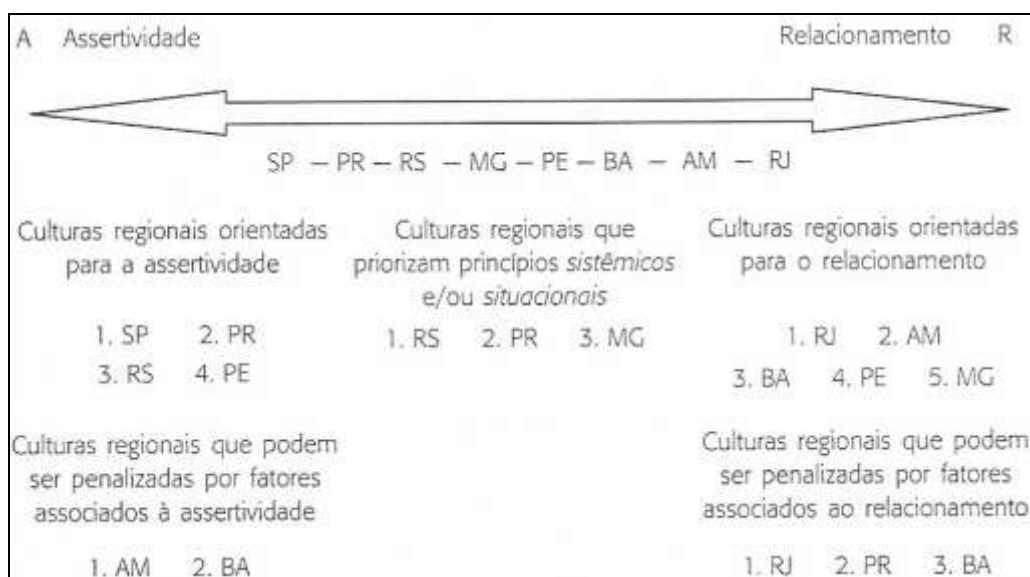 A Assertividade
Relacionamento R
SP – PR – RS – MG – PE – BA – AM – RJ
Culturas regionais orientadas
para a assertividade
1. SP 2. PR
3. RS 4. PE
Culturas regionais que
priorizam princípios sistêmicos
e/ou situacionais
1. RS 2. PR 3. MG
Culturas regionais orientadas
para o relacionamento
1. RJ 2. AM
3. BA 4. PE 5. MG
Culturas regionais que podem
ser penalizadas por fatores
associados à assertividade
1. AM 2. BA
Culturas regionais que podem
ser penalizadas por fatores
associados ao relacionamento
1. RJ 2. PR 3. BA